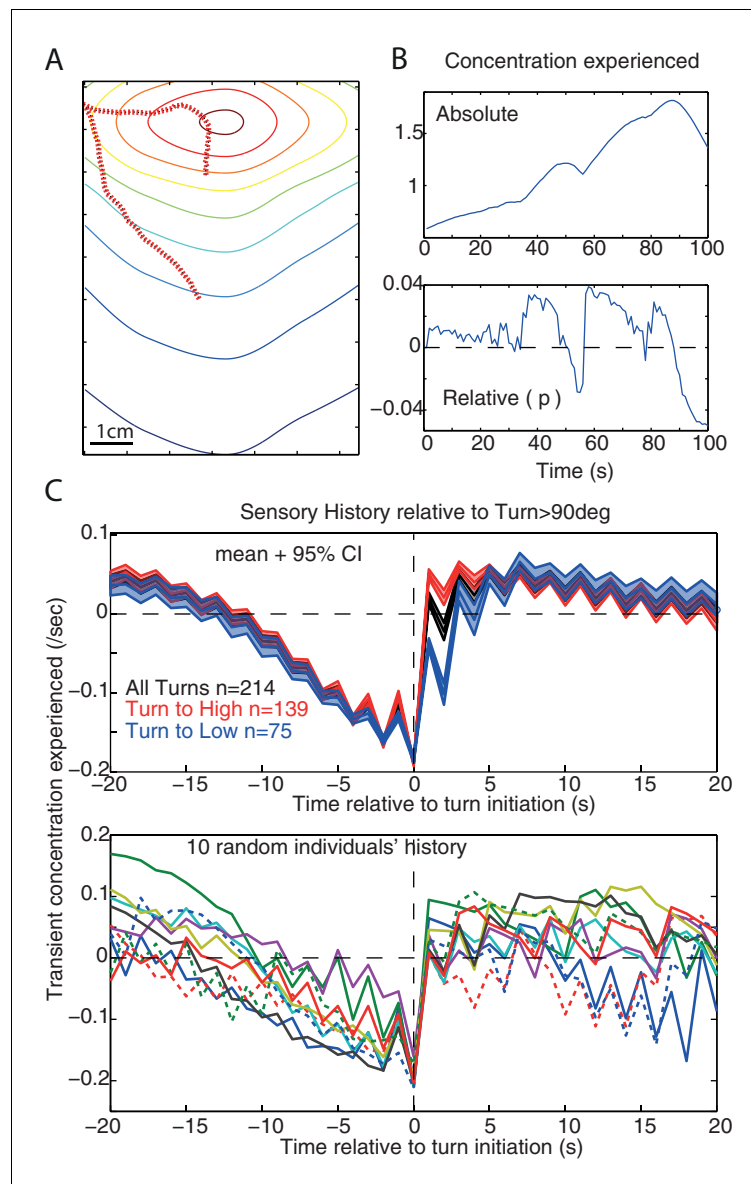 A
1cm
B
Concentration experienced
Absolute
1.5
1
0
20
40
60
80
100
0.04
0
−0.04
Relative ( p )
0
20
40
60
80
100
Time (s)
C
Sensory History relative to Turn>90deg
mean + 95% CI
All Turns n=214
Turn to High n=139
Turn to Low n=75
0.1
0
−0.1
−0.2
−20
−15
−10
−5
0
5
10
15
20
Time relative to turn initiation (s)
Transient concentration experienced (/sec)
10 random individuals’ history
0.2
0.1
0
−0.1
−0.2
−20
−15
−10
−5
0
5
10
15
20
Time relative to turn initiation (s)